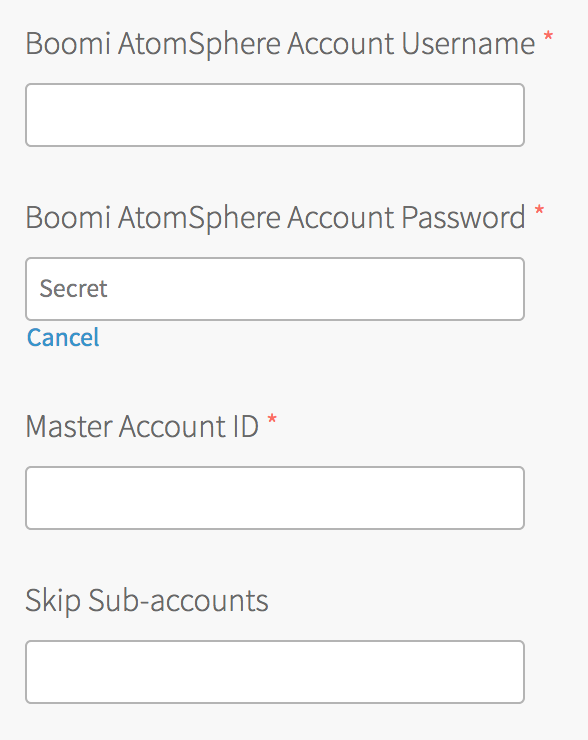 Boomi AtomSphere Account Username *
Boomi AtomSphere Account Password *
Secret
Cancel
Master Account ID *
Skip Sub-accounts